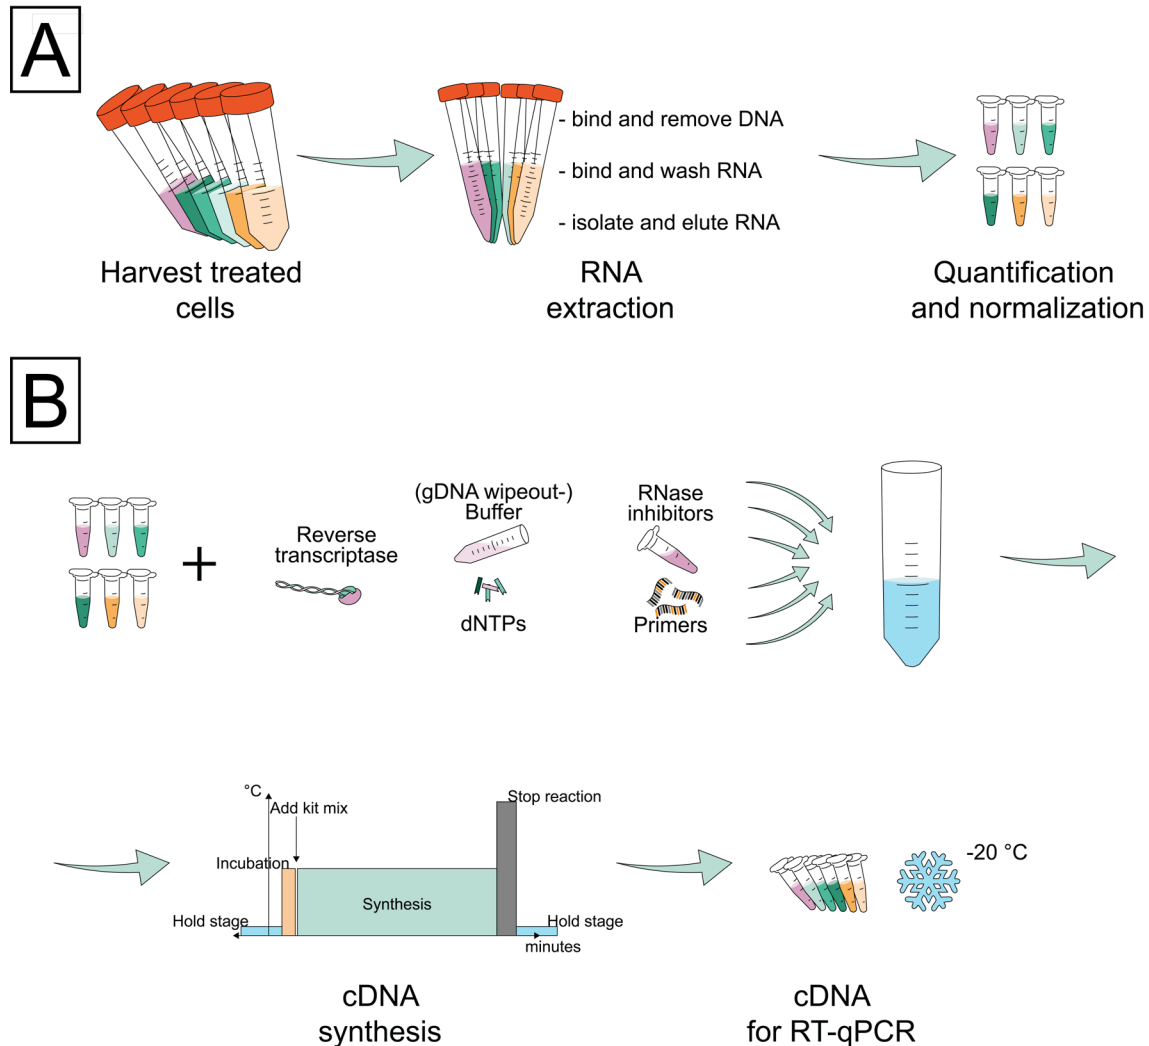 A
- bind and remove DNA
- bind and wash RNA
- isolate and elute RNA
Harvest treated
cells
RNA
extraction
Quantification
and normalization
B
+
Reverse
transcriptase
(gDNA wipeout-)
Buffer
dNTPs
RNase
inhibitors
Primers
°C
Add kit mix
Stop reaction
Incubation
Synthesis
Hold stage
Hold stage
minutes
cDNA
synthesis
-20 °C
cDNA
for RT-qPCR